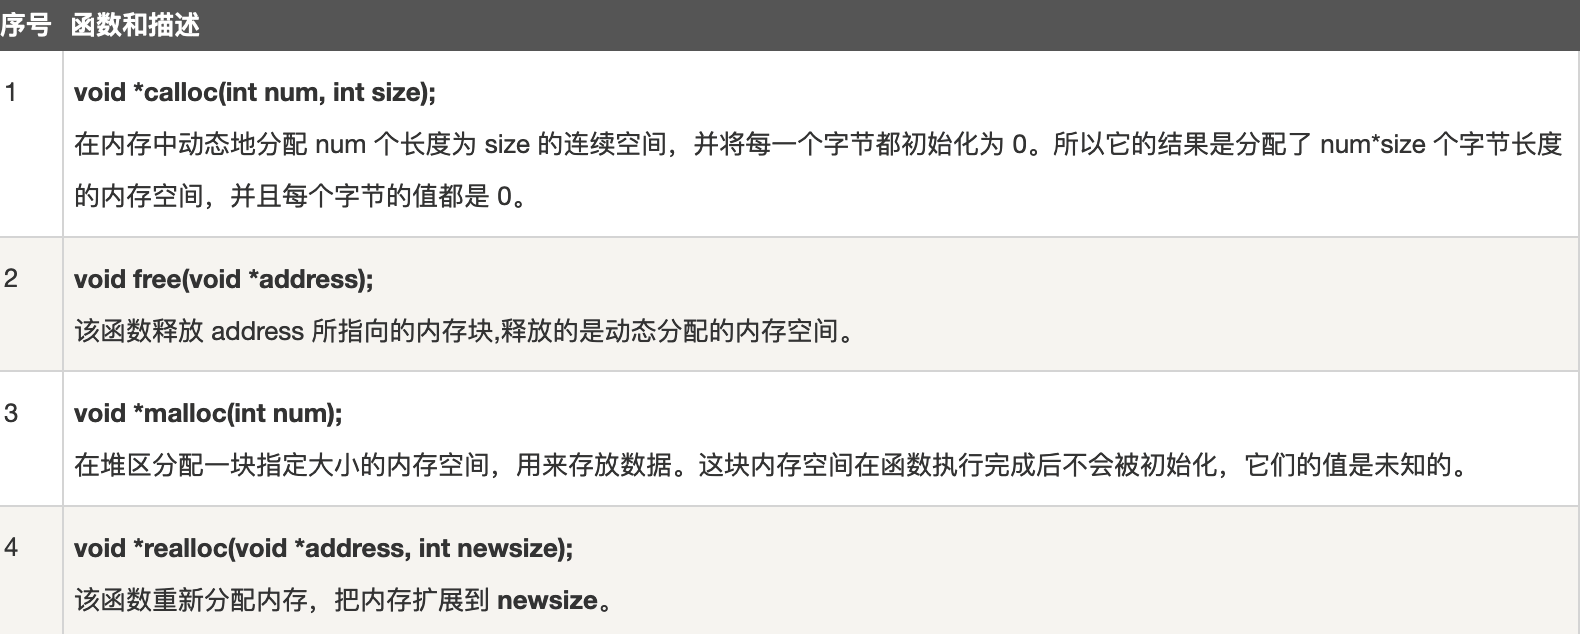 序号 函数和描述
1 void *calloc(int num, int size);
在内存中动态地分配 num 个长度为 size 的连续空间，并将每一个字节都初始化为 0。所以它的结果是分配了 num*size 个字节长度
的内存空间，并且每个字节的值都是 0。
2 void free(void *address);
该函数释放 address 所指向的内存块,释放的是动态分配的内存空间。
3 void *malloc(int num);
在堆区分配一块指定大小的内存空间，用来存放数据。这块内存空间在函数执行完成后不会被初始化，它们的值是未知的。
4 void *realloc(void *address, int newsize);
该函数重新分配内存，把内存扩展到 newsize。